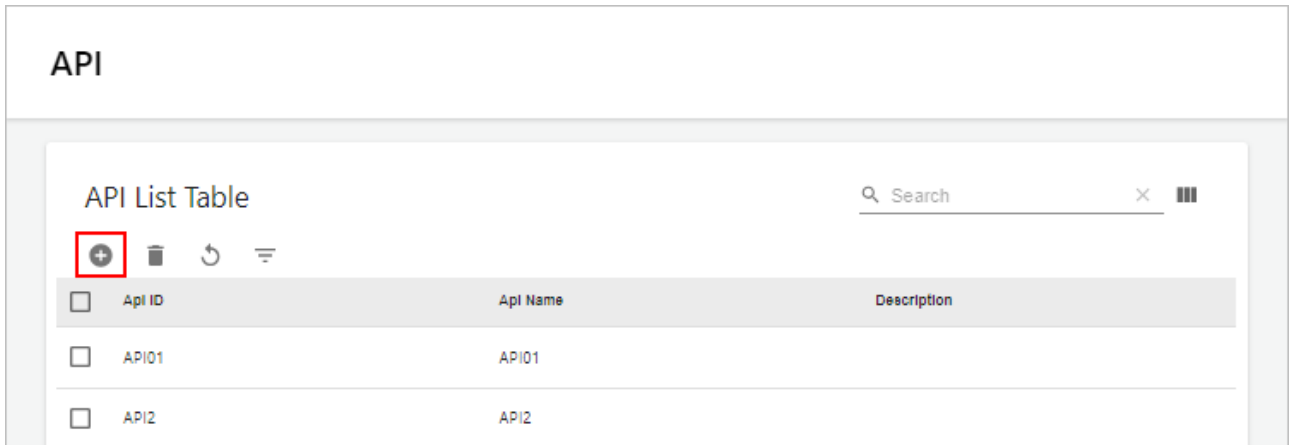 API
API List Table
Search
Api ID Api Name Description
API01 API01
API2 API2